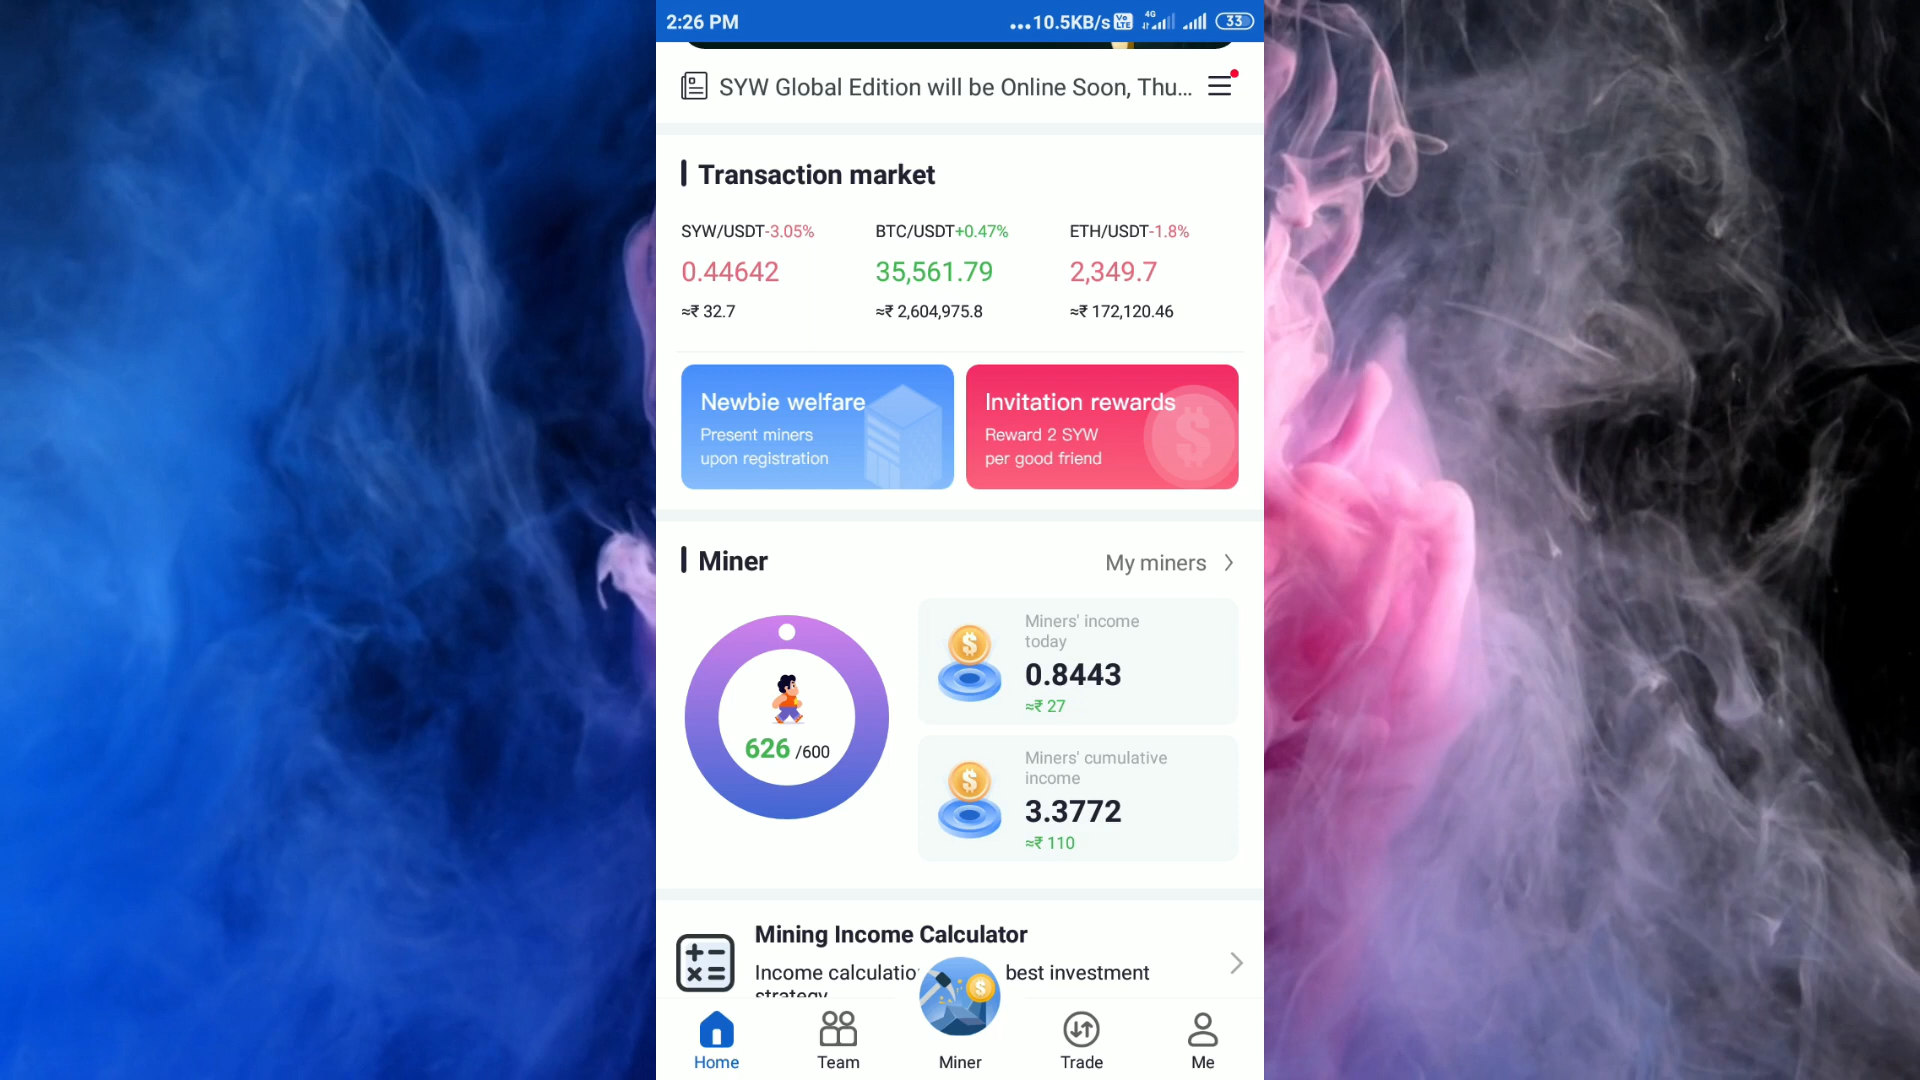 2:26 PM
...10.5KB/s Vo LTE 4G 33
SYW Global Edition will be Online Soon, Thu...
Transaction market
SYW/USDT-3.05% BTC/USDT+0.47% ETH/USDT-1.8%
0.44642 35,561.79 2,349.7
≈₹ 32.7 ≈₹ 2,604,975.8 ≈₹ 172,120.46
Newbie welfare
Present miners
upon registration
Invitation rewards
Reward 2 SYW
per good friend
Miner
My miners
626 /600
Miners' income
today
0.8443
≈₹ 27
Miners' cumulative
income
3.3772
≈₹ 110
Mining Income Calculator
Income calculatio best investment
strategy
Home Team Miner Trade Me